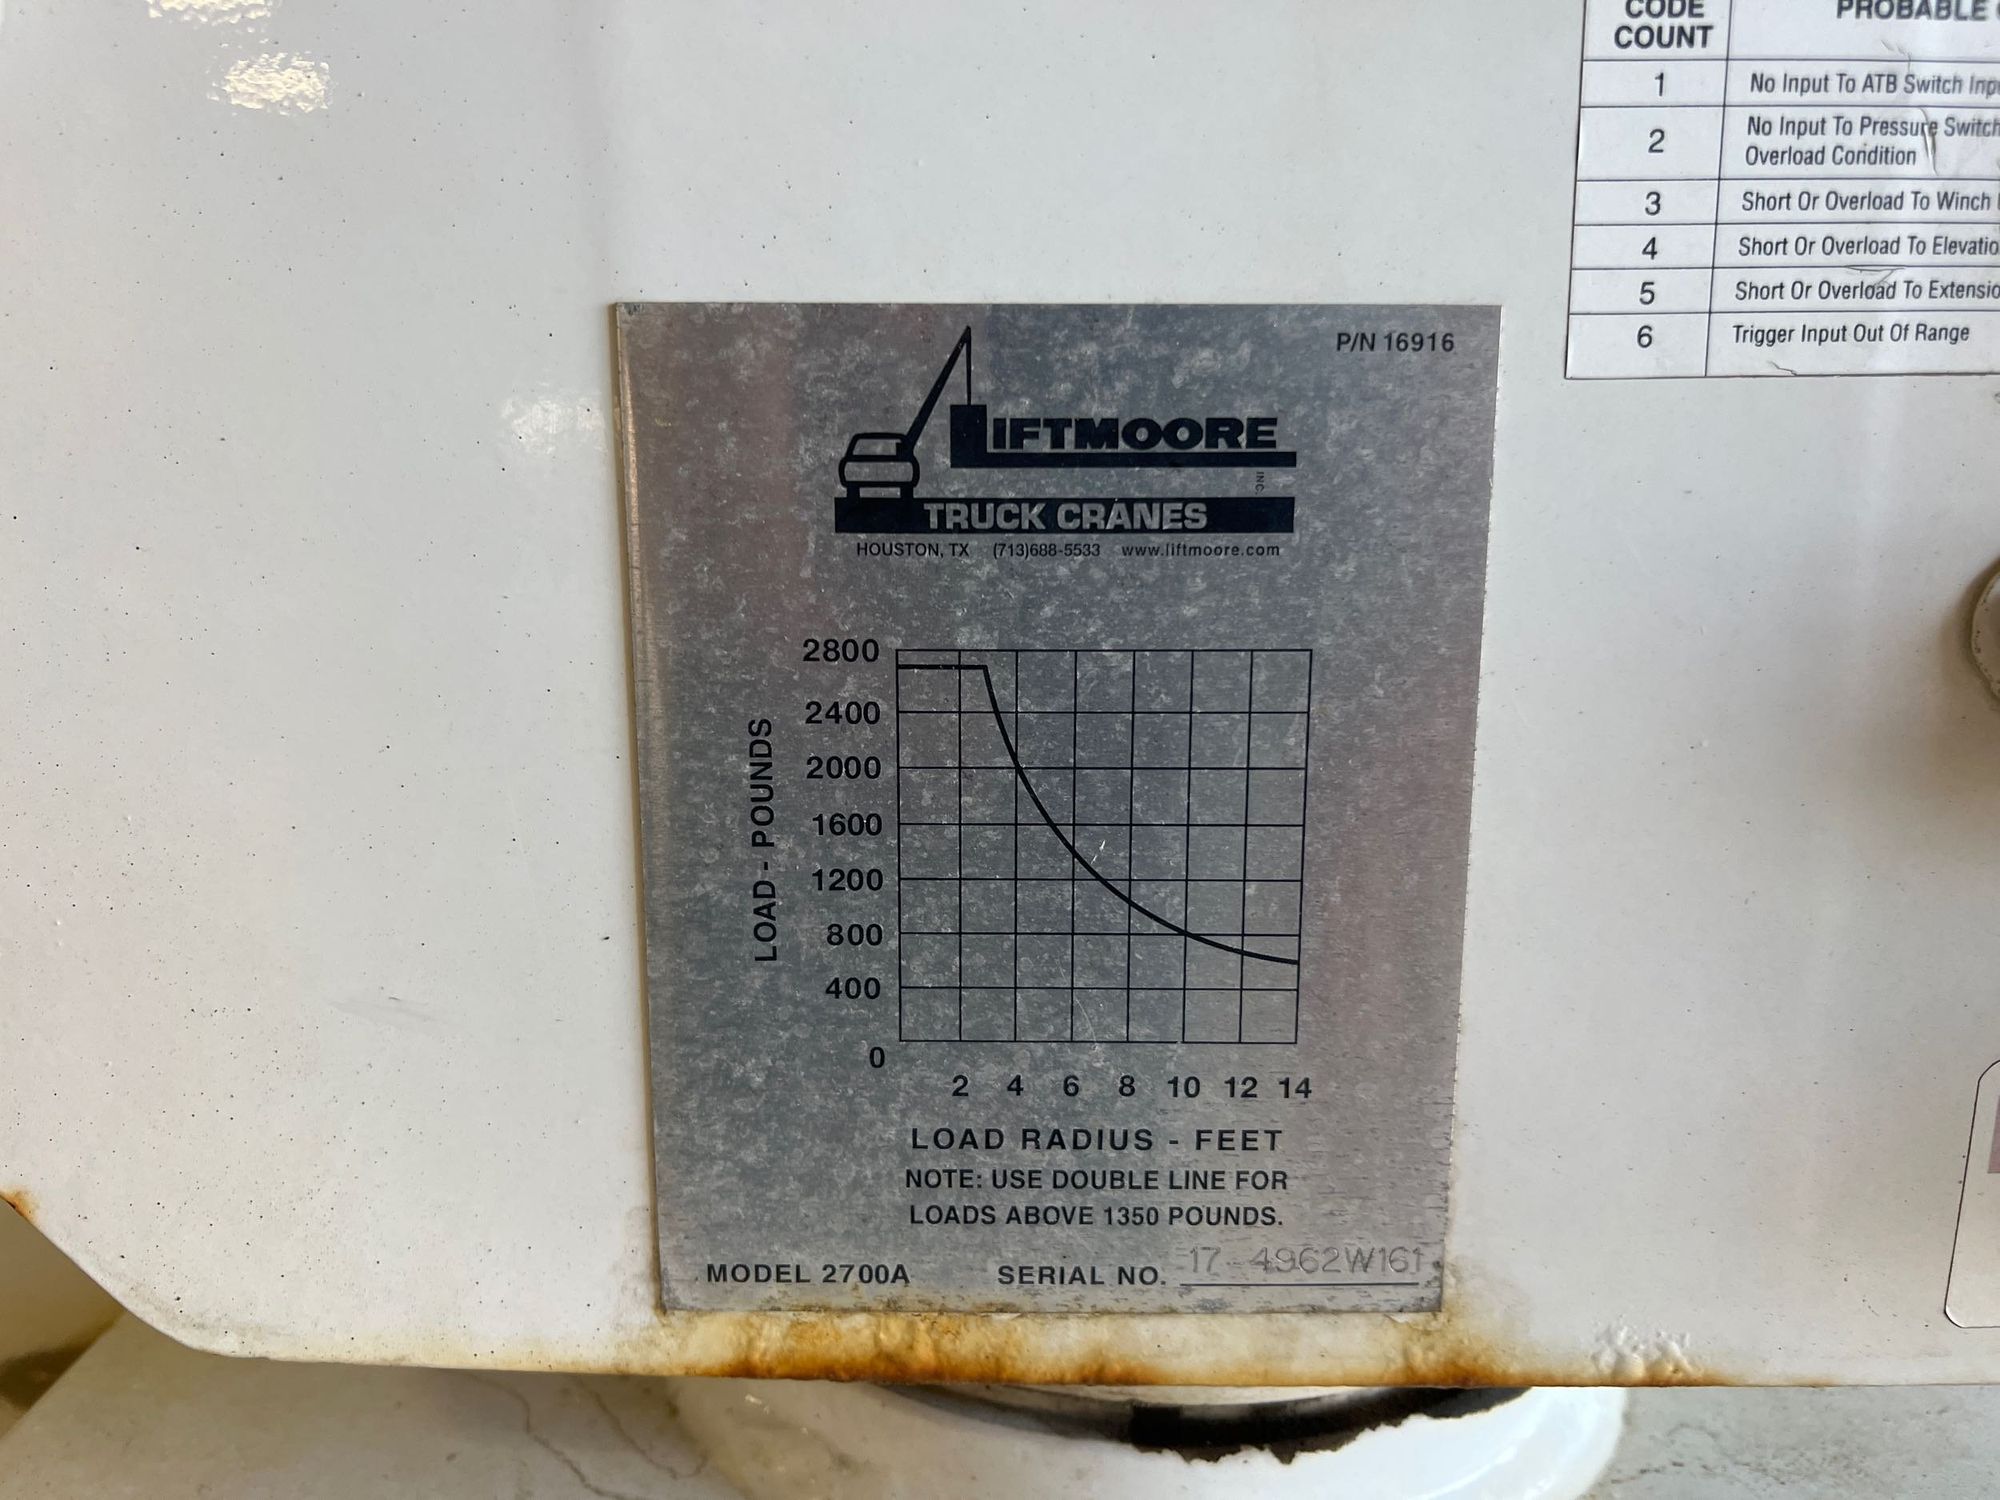 CODE COUNT PROBABLE
1 No Input To ATB Switch
2 No Input To Pressure Switch
Overload Condition
3 Short Or Overload To Winch
4 Short Or Overload To
5 Short Or Overload To
6 Trigger Input Out Of Range
P/N 16916
LIFTMOORE
INC.
TRUCK CRANES
HOUSTON, TX (713)688-5533 www.liftmoore.com
LOAD - POUNDS
2800
2400
2000
1600
1200
800
400
0
2 4 6 8 10 12 14
LOAD RADIUS - FEET
NOTE: USE DOUBLE LINE FOR
LOADS ABOVE 1350 POUNDS.
MODEL 2700A SERIAL NO. 17-4962W161